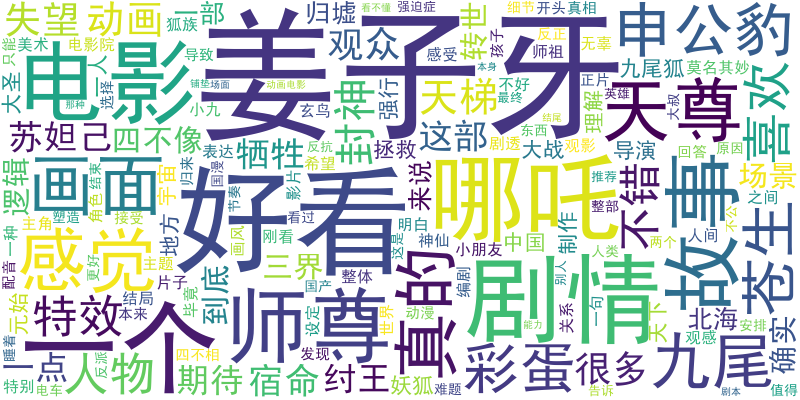 失望
动画
狐族
一部
归墟
强迫症
看不懂
细节
开头
真相
申公豹
只能
美术
电影院
观众
感受
转世
孩子
反正
无辜
师祖
大圣
电影
姜子牙
导致
一人
选择
铺垫
场面
动画电影
九尾狐
莫名其妙
那种
小九
玄鸟
强行
封神
天梯
不好
最终
本身
理解
正片
英雄
结尾
天尊
喜欢
苏妲己
四不像
表达
牺牲
反抗
希望
这部
剧透
大战
东西
观影
导演
大叔
回答
原因
逻辑
画面
归来
国漫
拯救
好看
哪吒
来说
不错
推荐
场景
之间
故事
角色
结束
宇宙
节奏
影片
看过
真的
整部
不公
苍生
主角
塑造
接受
感觉
地方
画风
刚看
明白
这是
神仙
小朋友
中国
制作
人类
两个
人间
配音
一种
更好
主题
到底
三界
整体
编剧
别人
剧情
元始
片子
结局
本来
特效
毕竟
国产
设定
师尊
动漫
世界
关系
一句
天下
北海
安排
确实
观感
一个
睡着
一点
四不相
发现
反派
人物
期待
宿命
纣王
妖狐
彩蛋
很多
能力
九尾
特别
电车
难题
告诉
剧本
值得